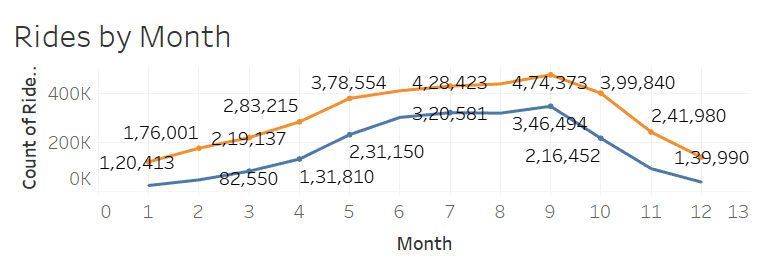 Rides by Month
Count of Ride..
400K
200K
0K
1,20,413
1,76,001
2,19,137
2,83,215
3,78,554
4,28,423
4,74,373
3,99,840
2,41,980
1,39,990
82,550
1,31,810
2,31,150
3,20,581
3,46,494
2,16,452
0 1 2 3 4 5 6 7 8 9 10 11 12 13
Month